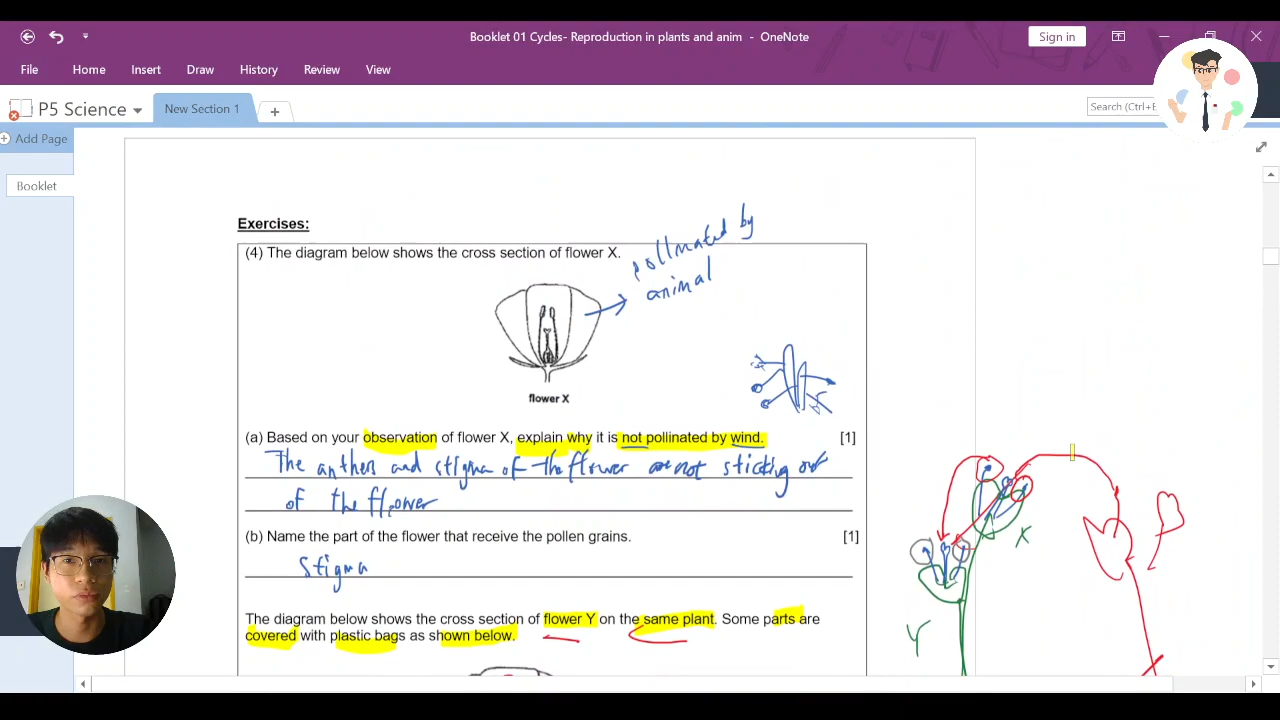 Booklet 01 Cycles- Reproduction in plants and anim - OneNote
Sign in
File Home Insert Draw History Review View
P5 Science
New Section 1
Search (Ctrl+E
Add Page
Booklet
Exercises:
(4) The diagram below shows the cross section of flower X.
pollinated by
animal
flower X
(a) Based on your observation of flower X, explain why it is not pollinated by wind. [1]
The anthers and stigma of the flower are not sticking out
of the flower
(b) Name the part of the flower that receive the pollen grains. [1]
Stigma
X
Y
The diagram below shows the cross section of flower Y on the same plant. Some parts are
covered with plastic bags as shown below.